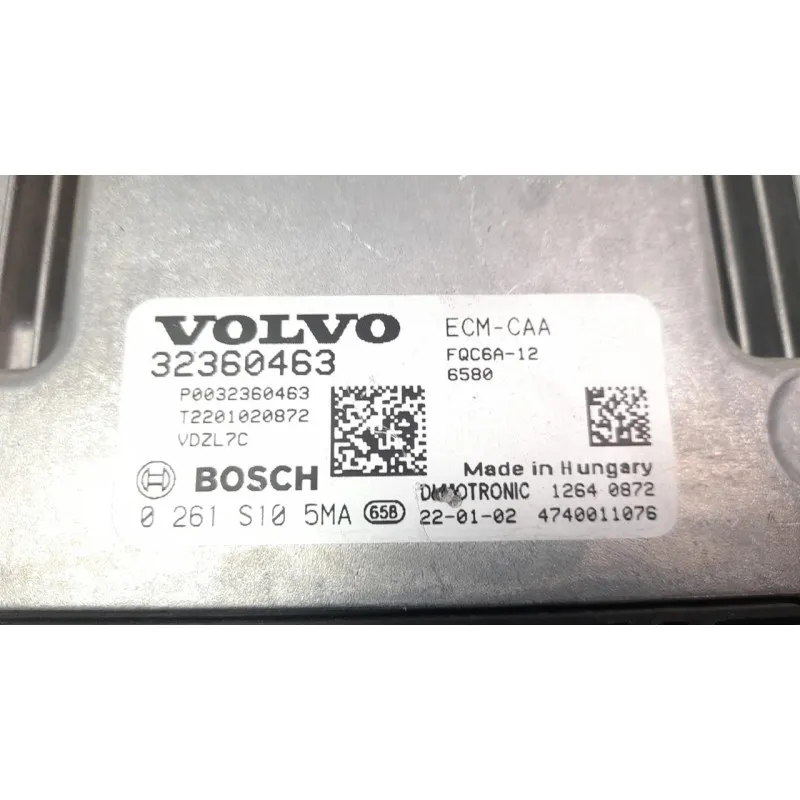 VOLVO
32360463
P0032360463
T2201020872
VDZL7C
ECM-CAA
FQC6A-12
6580
BOSCH
0 261 S10 5MA 658
Made in Hungary
1264 0872
22-01-02 4740011076